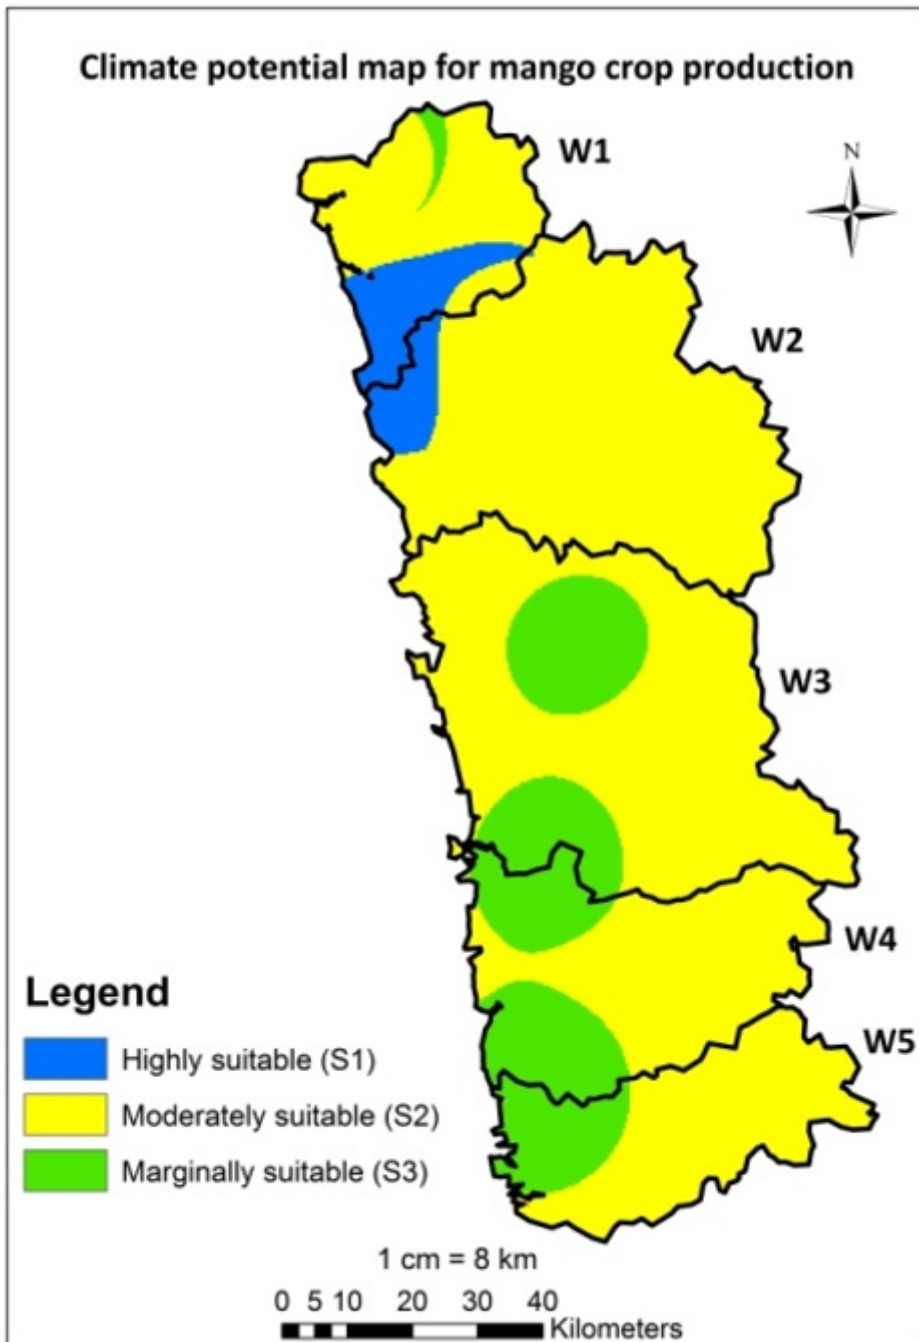 Climate potential map for mango crop production
W1
N
W2
W3
W4
W5
Legend
Highly suitable (S1)
Moderately suitable (S2)
Marginally suitable (S3)
1 cm = 8 km
0 5 10 20 30 40
Kilometers